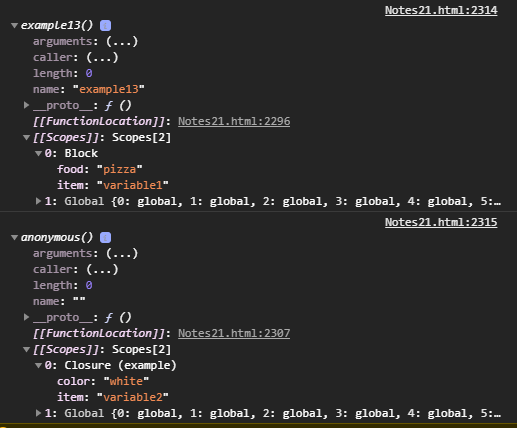 Notes21.html:2314
▼example13()
arguments: (...)
caller: (...)
length: 0
name: "example13"
▶__proto__: ƒ ()
[[FunctionLocation]]: Notes21.html:2296
▼[[Scopes]]: Scopes[2]
▼0: Block
food: "pizza"
item: "variable1"
▶1: Global {0: global, 1: global, 2: global, 3: global, 4: global, 5:…
Notes21.html:2315
▼anonymous()
arguments: (...)
caller: (...)
length: 0
name: ""
▶__proto__: ƒ ()
[[FunctionLocation]]: Notes21.html:2307
▼[[Scopes]]: Scopes[2]
▼0: Closure (example)
color: "white"
item: "variable2"
▶1: Global {0: global, 1: global, 2: global, 3: global, 4: global, 5:…